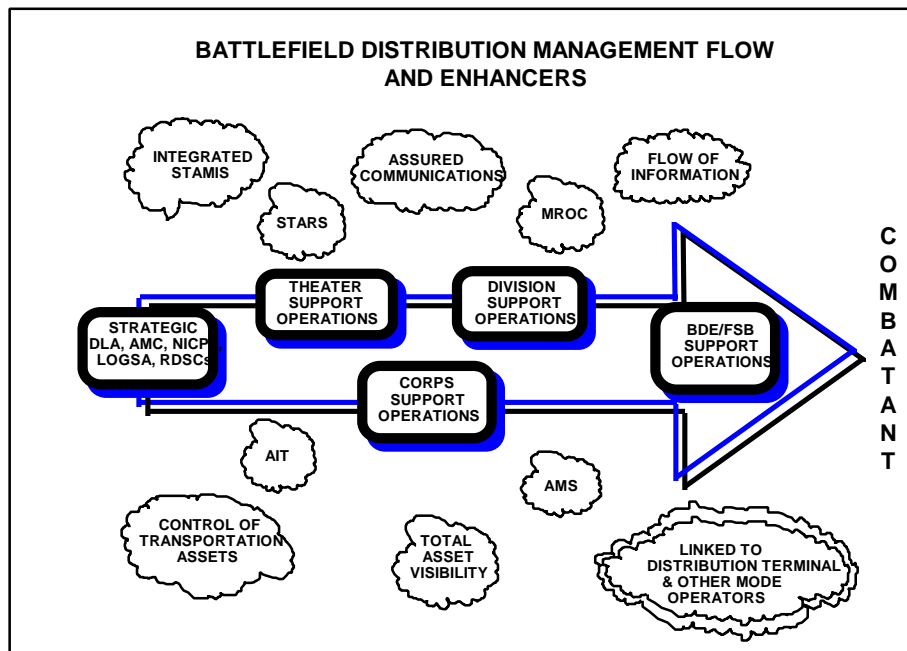 BATTLEFIELD DISTRIBUTION MANAGEMENT FLOW
AND ENHANCERS
INTEGRATED
STAMIS
STARS
ASSURED
COMMUNICATIONS
MROC
FLOW OF
INFORMATION
STRATEGIC
DLA, AMC, NICP,
LOGSA, RDSCs
THEATER
SUPPORT
OPERATIONS
DIVISION
SUPPORT
OPERATIONS
CORPS
SUPPORT
OPERATIONS
BDE/FSB
SUPPORT
OPERATIONS
COMBATANT
AIT
CONTROL OF
TRANSPORTATION
ASSETS
TOTAL
ASSET
VISIBILITY
AMS
LINKED TO
DISTRIBUTION TERMINAL
& OTHER MODE
OPERATORS